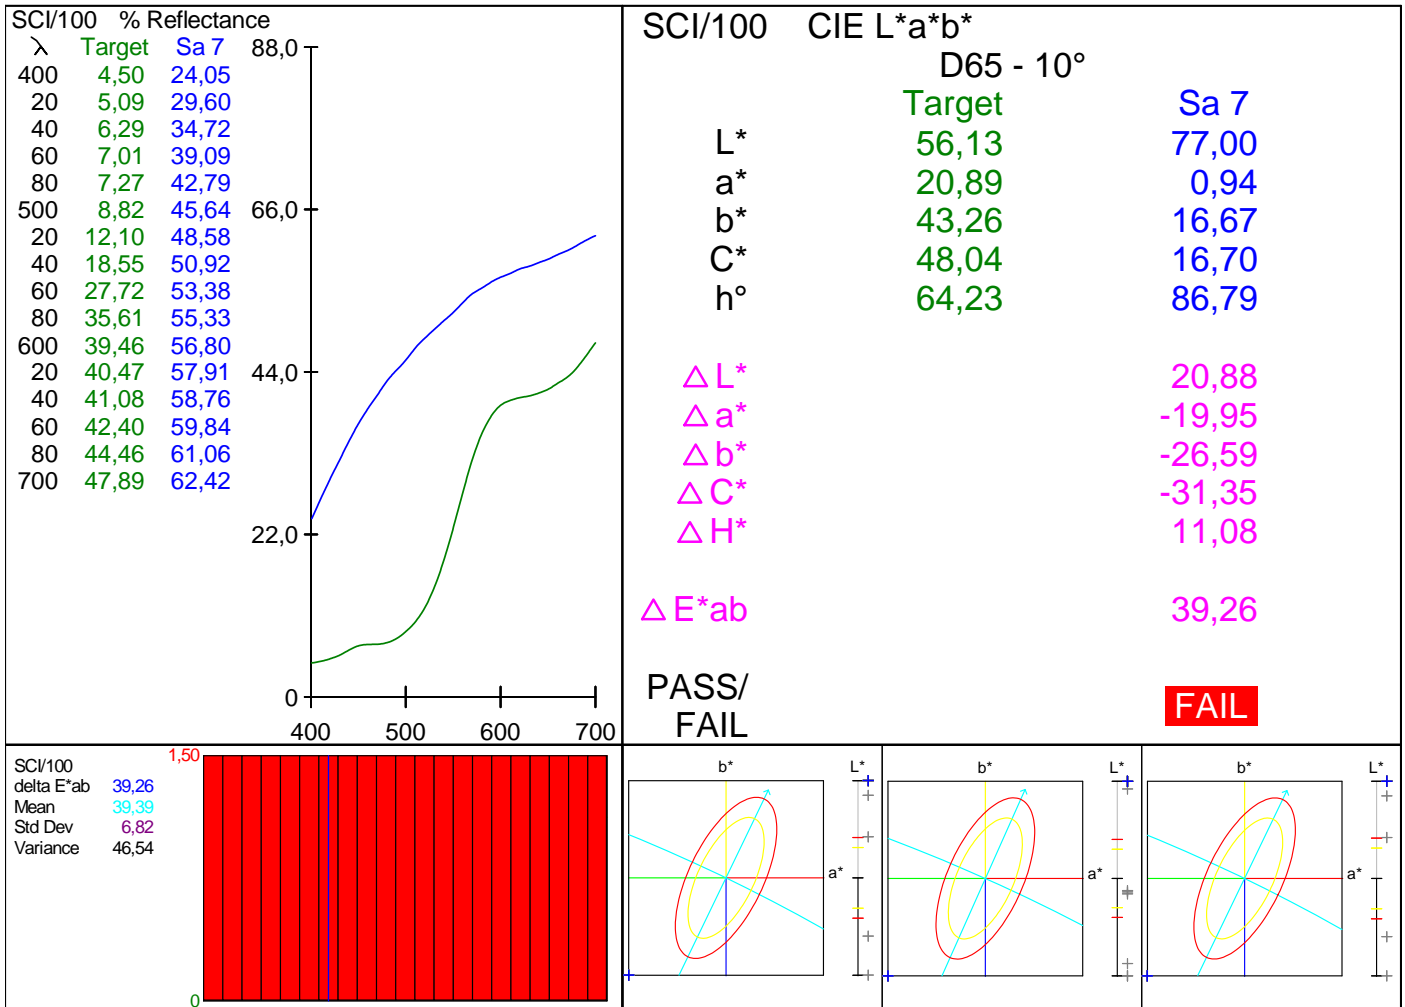 SCI/100 % Reflectance
λ Target Sa 7
400 4,50 24,05
20 5,09 29,60
40 6,29 34,72
60 7,01 39,09
80 7,27 42,79
500 8,82 45,64
20 12,10 48,58
40 18,55 50,92
60 27,72 53,38
80 35,61 55,33
600 39,46 56,80
20 40,47 57,91
40 41,08 58,76
60 42,40 59,84
80 44,46 61,06
700 47,89 62,42
88,0
66,0
44,0
22,0
0
400 500 600 700
SCI/100 CIE L*a*b*
D65 - 10°
Target Sa 7
L* 56,13 77,00
a* 20,89 0,94
b* 43,26 16,67
C* 48,04 16,70
h° 64,23 86,79
△ L* 20,88
△ a* -19,95
△ b* -26,59
△ C* -31,35
△ H* 11,08
△ E*ab 39,26
PASS/
FAIL
FAIL
SCI/100
delta E*ab 39,26
Mean 39,39
Std Dev 6,82
Variance 46,54
1,50
0
b* L*
a*
b* L*
a*
b* L*
a*